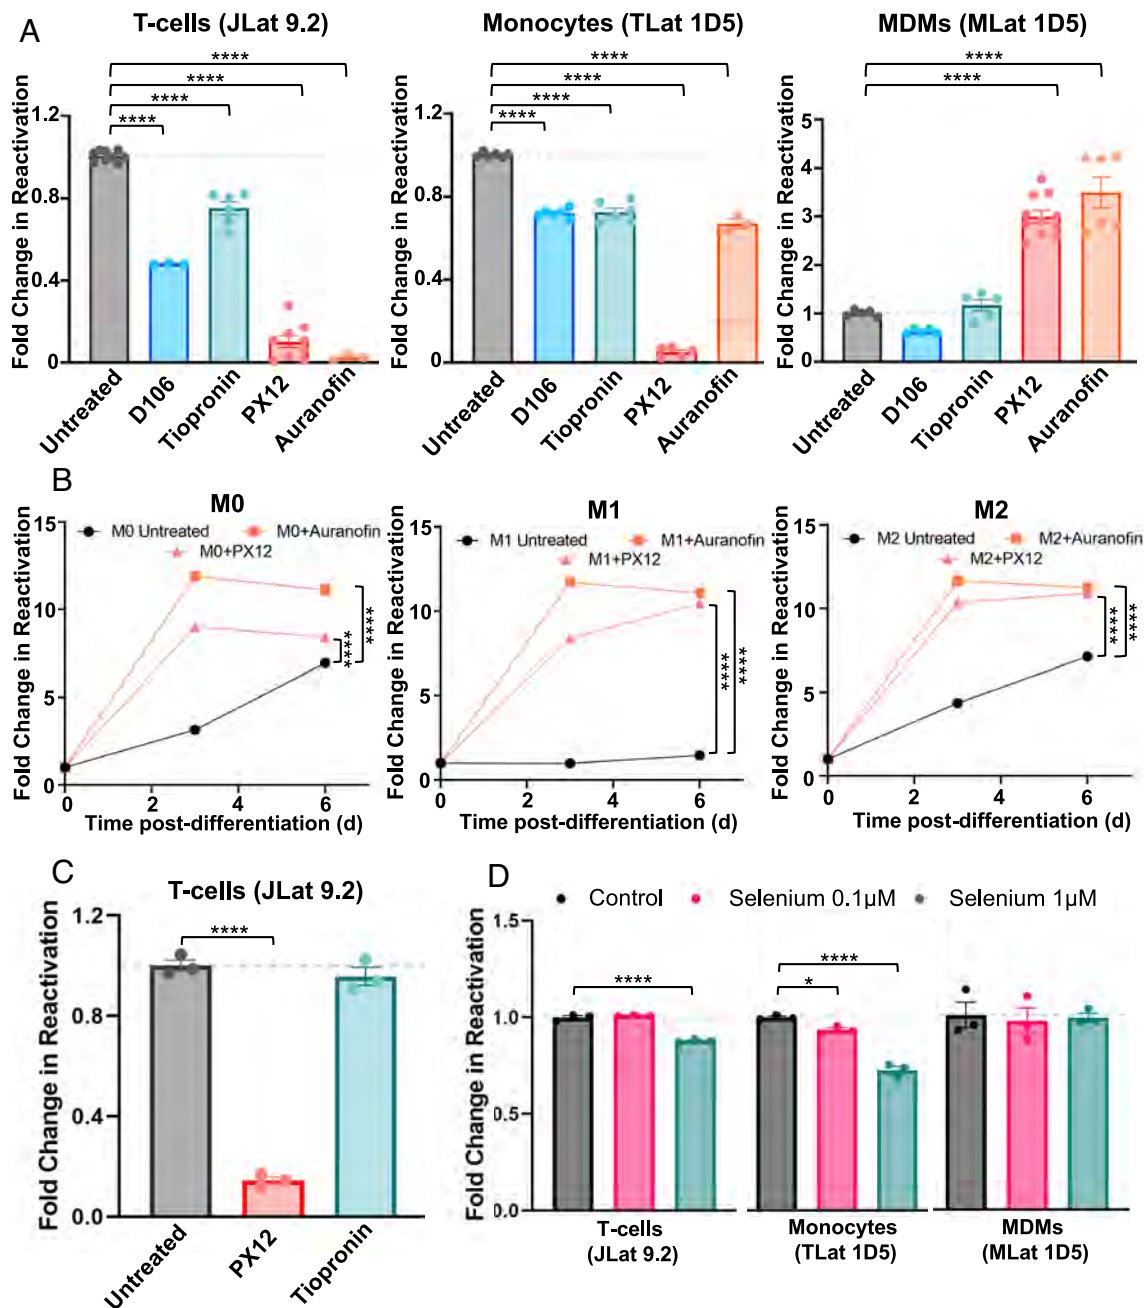 A
T-cells (JLat 9.2)
Monocytes (TLat 1D5)
MDMs (MLat 1D5)
****
****
****
****
****
****
****
****
****
****
Fold Change in Reactivation
1.2
0.8
0.4
0
Untreated
D106
Tiopronin
PX12
Auranofin
Fold Change in Reactivation
1.2
0.8
0.4
0
Untreated
D106
Tiopronin
PX12
Auranofin
Fold Change in Reactivation
5
4
3
2
1
0
Untreated
D106
Tiopronin
PX12
Auranofin
B
M0
M0 Untreated
M0+Auranofin
M0+PX12
Fold Change in Reactivation
15
10
5
0
****
****
0 2 4 6
Time post-differentiation (d)
M1
M1 Untreated
M1+Auranofin
M1+PX12
Fold Change in Reactivation
15
10
5
0
****
****
0 2 4 6
Time post-differentiation (d)
M2
M2 Untreated
M2+Auranofin
M2+PX12
Fold Change in Reactivation
15
10
5
0
****
****
0 2 4 6
Time post-differentiation (d)
C
T-cells (JLat 9.2)
****
Fold Change in Reactivation
1.2
0.8
0.4
0.0
Untreated
PX12
Tiopronin
D
Control
Selenium 0.1µM
Selenium 1µM
Fold Change in Reactivation
1.5
1.0
0.5
0.0
****
****
*
T-cells
(JLat 9.2)
Monocytes
(TLat 1D5)
MDMs
(MLat 1D5)